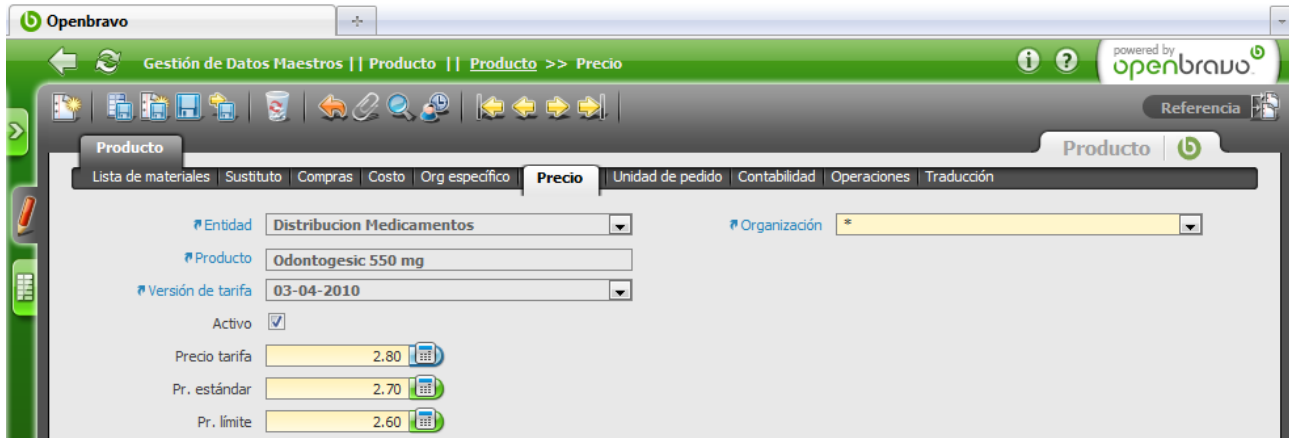 Openbravo
Gestión de Datos Maestros || Producto || Producto >> Precio
powered by
openbravo
Referencia
Producto
Producto
Lista de materiales Sustituto Compras Costo Org específico Precio Unidad de pedido Contabilidad Operaciones Traducción
Entidad Distribucion Medicamentos Organización *
Producto Odontogesic 550 mg
Versión de tarifa 03-04-2010
Activo
Precio tarifa 2.80
Pr. estándar 2.70
Pr. límite 2.60